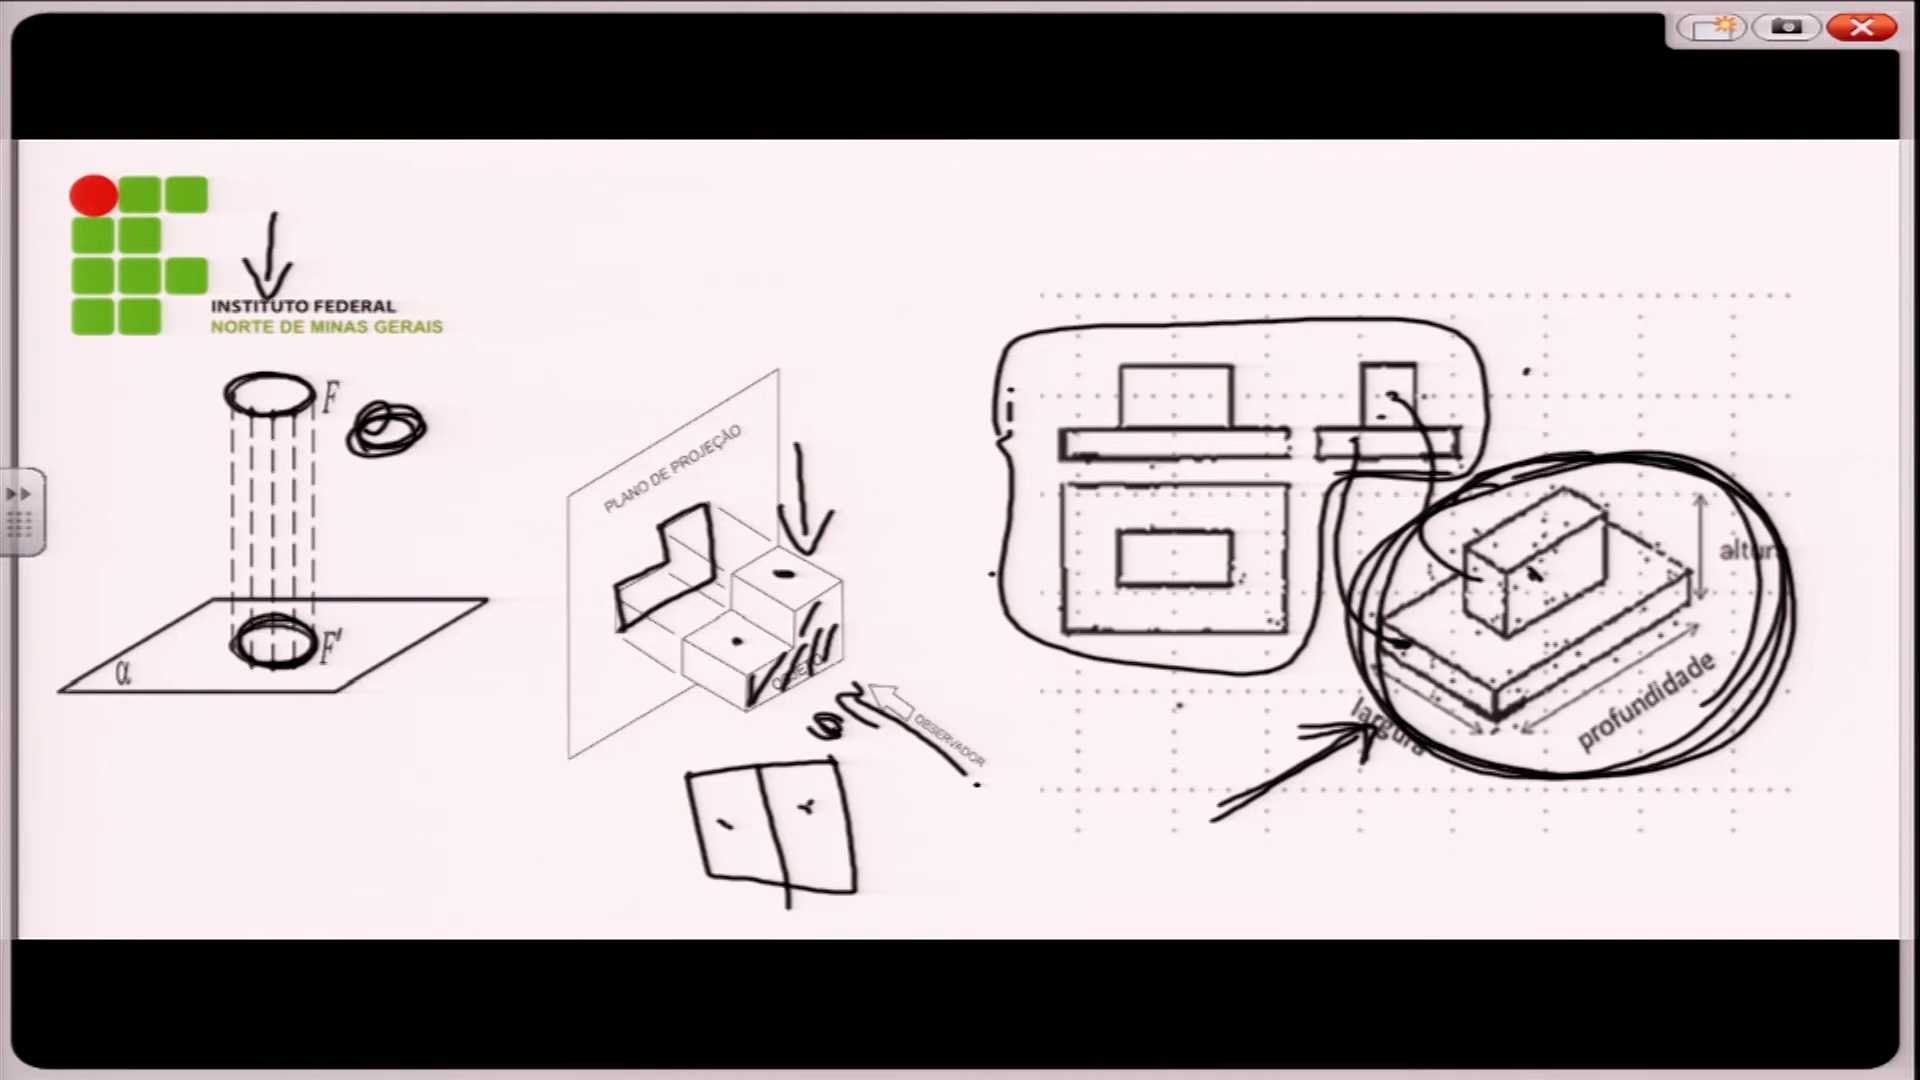 INSTITUTO FEDERAL
NORTE DE MINAS GERAIS
F
F'
α
PLANO DE PROJEÇÃO
OBSERVADOR
altura
largura
profundidade